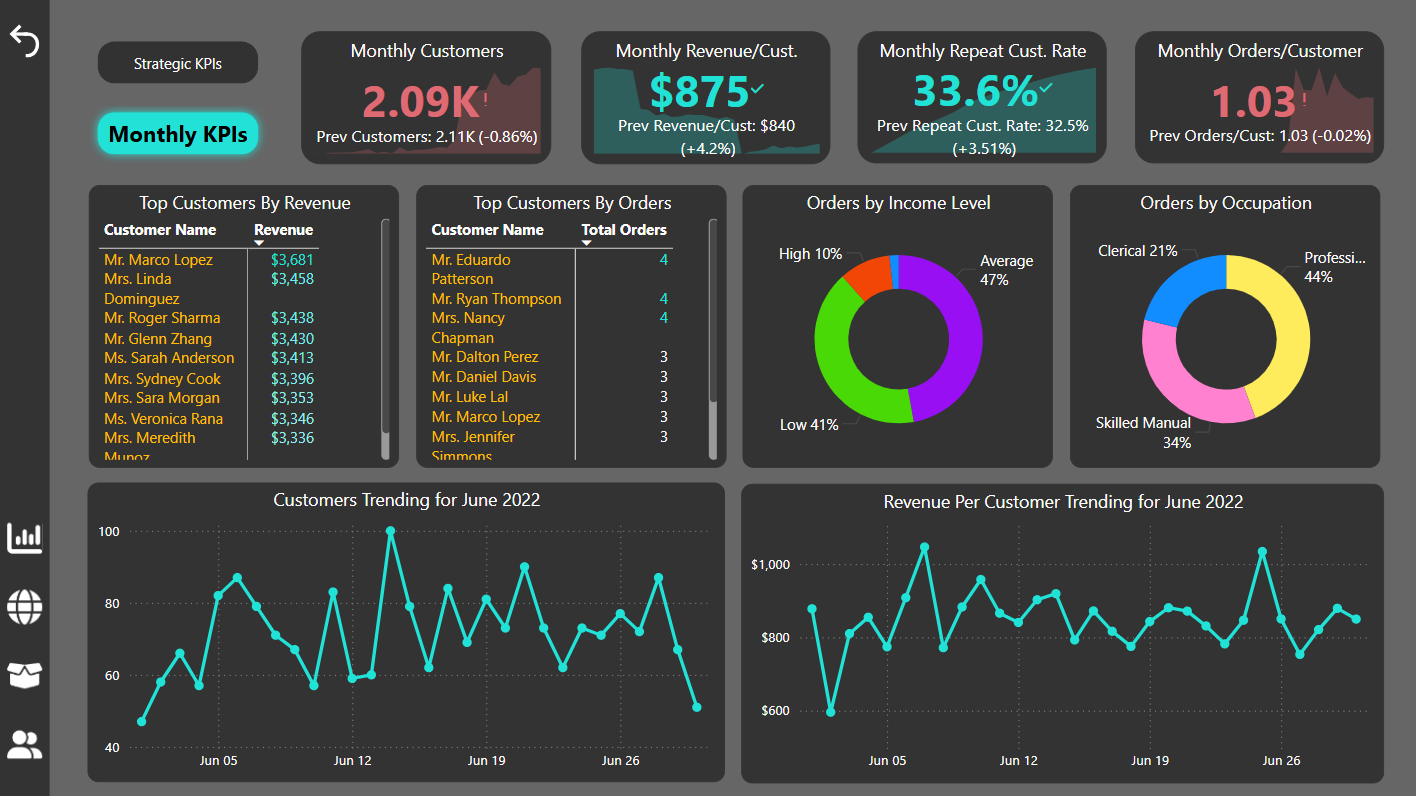 Strategic KPIs
Monthly KPIs
Monthly Customers
2.09K!
Prev Customers: 2.11K (-0.86%)
Monthly Revenue/Cust.
$875
Prev Revenue/Cust: $840
(+4.2%)
Monthly Repeat Cust. Rate
33.6%
Prev Repeat Cust. Rate: 32.5%
(+3.51%)
Monthly Orders/Customer
1.03!
Prev Orders/Cust: 1.03 (-0.02%)
Top Customers By Revenue
Customer Name Revenue
Mr. Marco Lopez $3,681
Mrs. Linda $3,458
Dominguez
Mr. Roger Sharma $3,438
Mr. Glenn Zhang $3,430
Ms. Sarah Anderson $3,413
Mrs. Sydney Cook $3,396
Mrs. Sara Morgan $3,353
Ms. Veronica Rana $3,346
Mrs. Meredith $3,336
Munoz
Top Customers By Orders
Customer Name Total Orders
Mr. Eduardo 4
Patterson
Mr. Ryan Thompson 4
Mrs. Nancy 4
Chapman
Mr. Dalton Perez 3
Mr. Daniel Davis 3
Mr. Luke Lal 3
Mr. Marco Lopez 3
Mrs. Jennifer 3
Simmons
Orders by Income Level
High 10%
Average
47%
Low 41%
Orders by Occupation
Clerical 21%
Professi...
44%
Skilled Manual
34%
Customers Trending for June 2022
100
80
60
40
Jun 05 Jun 12 Jun 19 Jun 26
Revenue Per Customer Trending for June 2022
$1,000
$800
$600
Jun 05 Jun 12 Jun 19 Jun 26